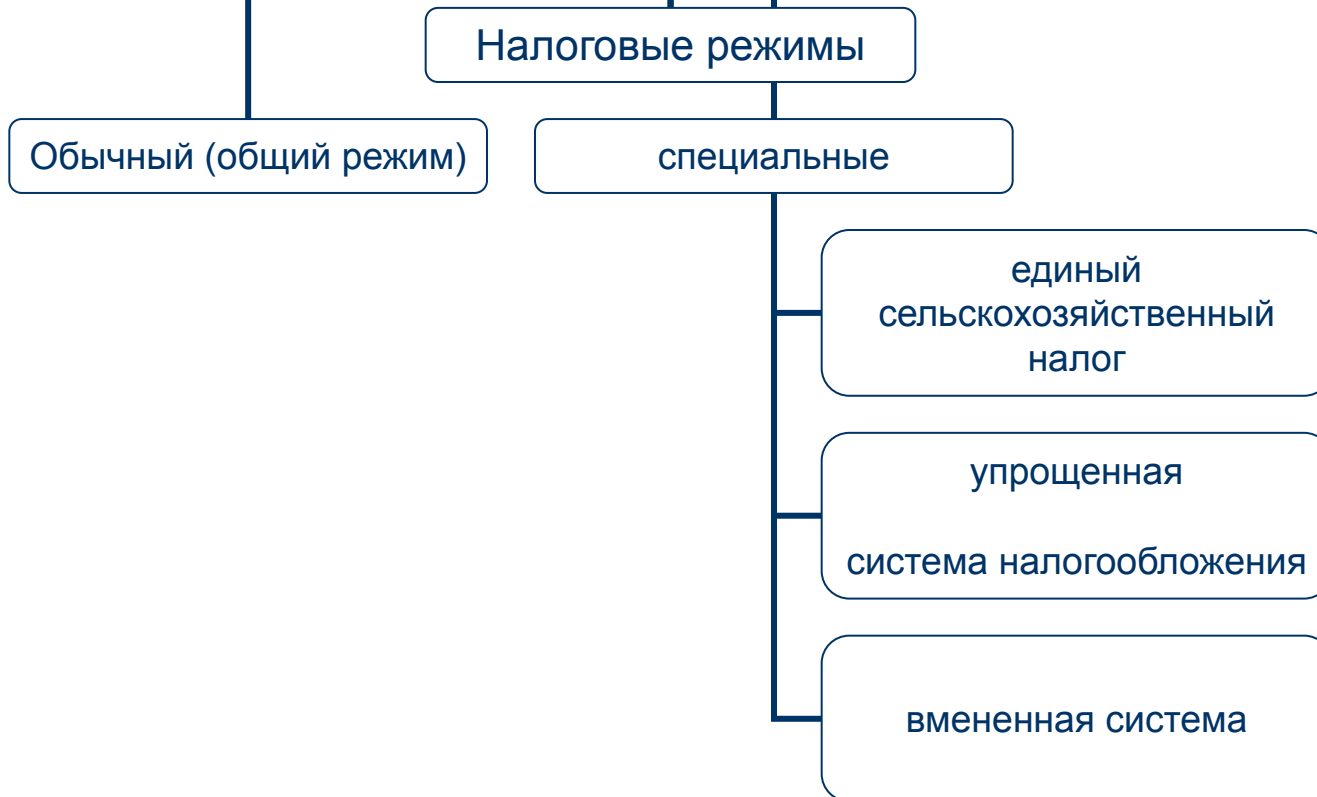 Налоговые режимы
Обычный (общий режим)
специальные
единый
сельскохозяйственный
налог
упрощенная
система налогообложения
вмененная система